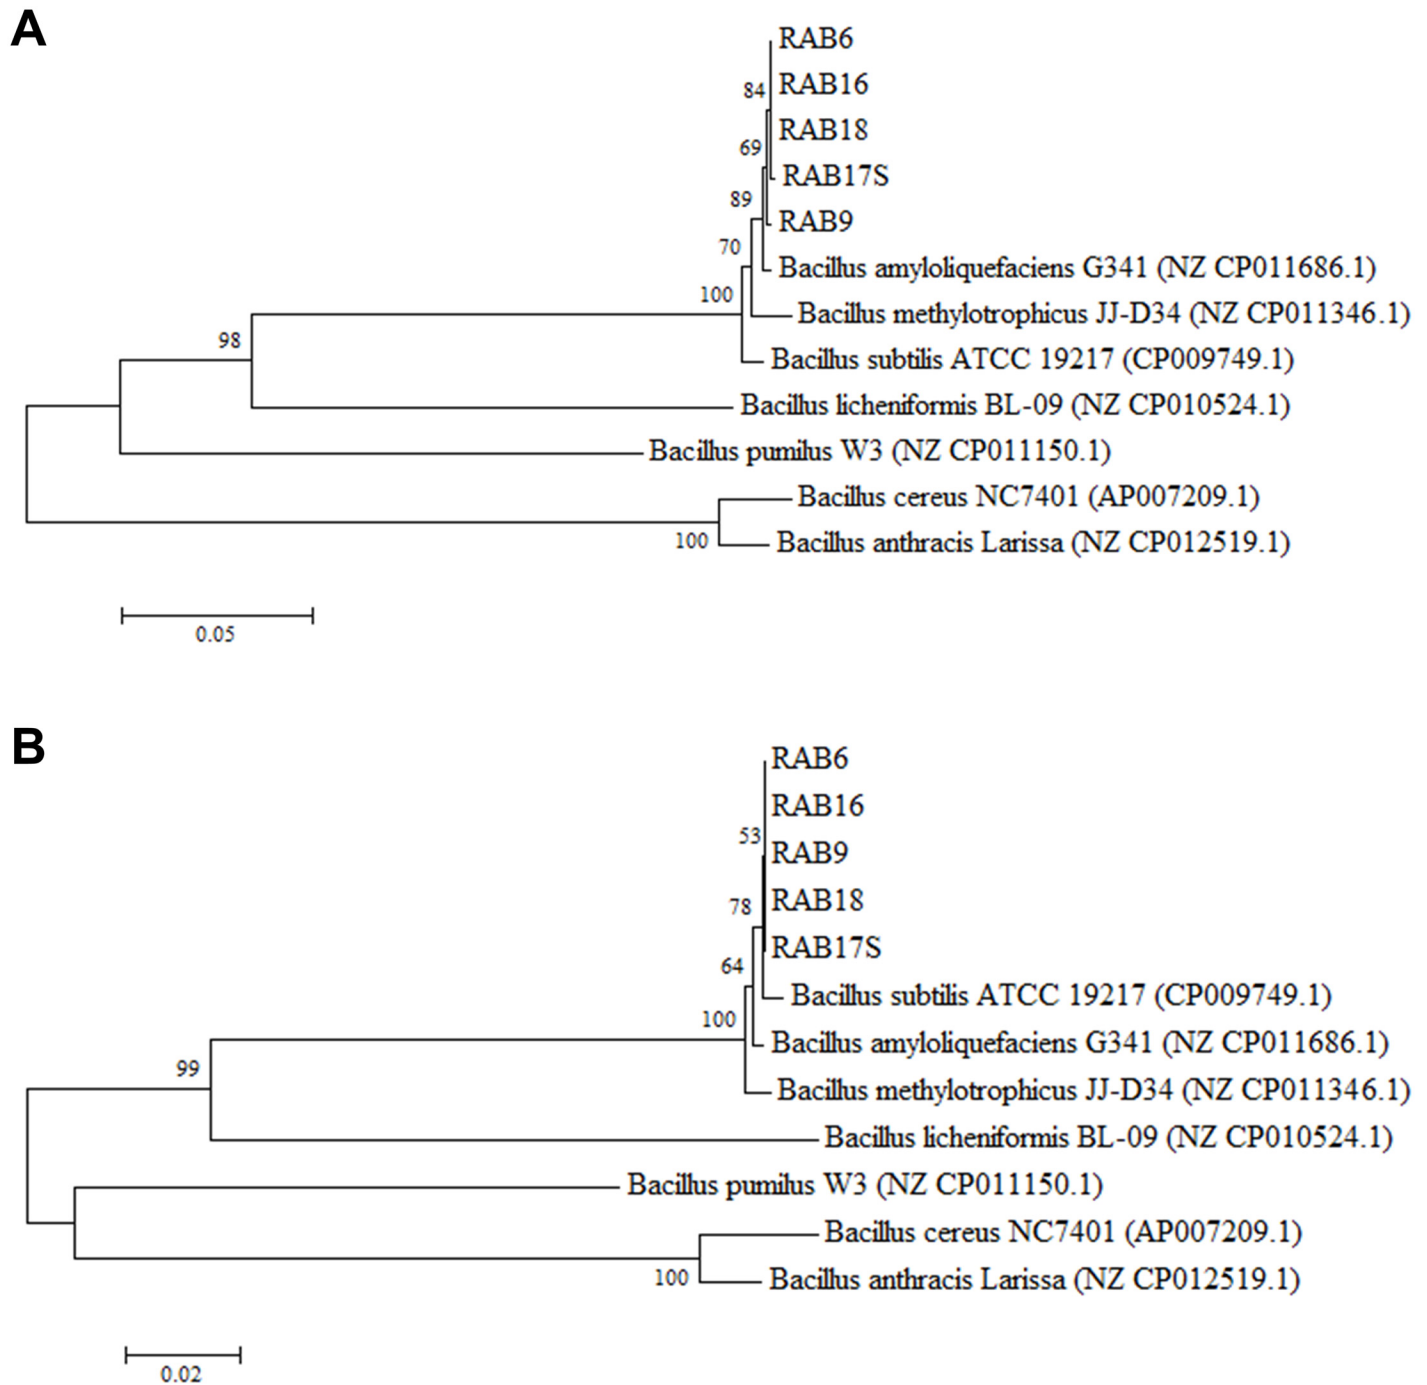 A
RAB6
84
RAB16
RAB18
69
RAB17S
89
RAB9
70
Bacillus amyloliquefaciens G341 (NZ CP011686.1)
100
Bacillus methylotrophicus JJ-D34 (NZ CP011346.1)
98
Bacillus subtilis ATCC 19217 (CP009749.1)
Bacillus licheniformis BL-09 (NZ CP010524.1)
Bacillus pumilus W3 (NZ CP011150.1)
Bacillus cereus NC7401 (AP007209.1)
100
Bacillus anthracis Larissa (NZ CP012519.1)
0.05
B
RAB6
RAB16
53
RAB9
RAB18
78
RAB17S
64
Bacillus subtilis ATCC 19217 (CP009749.1)
100
Bacillus amyloliquefaciens G341 (NZ CP011686.1)
99
Bacillus methylotrophicus JJ-D34 (NZ CP011346.1)
Bacillus licheniformis BL-09 (NZ CP010524.1)
Bacillus pumilus W3 (NZ CP011150.1)
Bacillus cereus NC7401 (AP007209.1)
100
Bacillus anthracis Larissa (NZ CP012519.1)
0.02